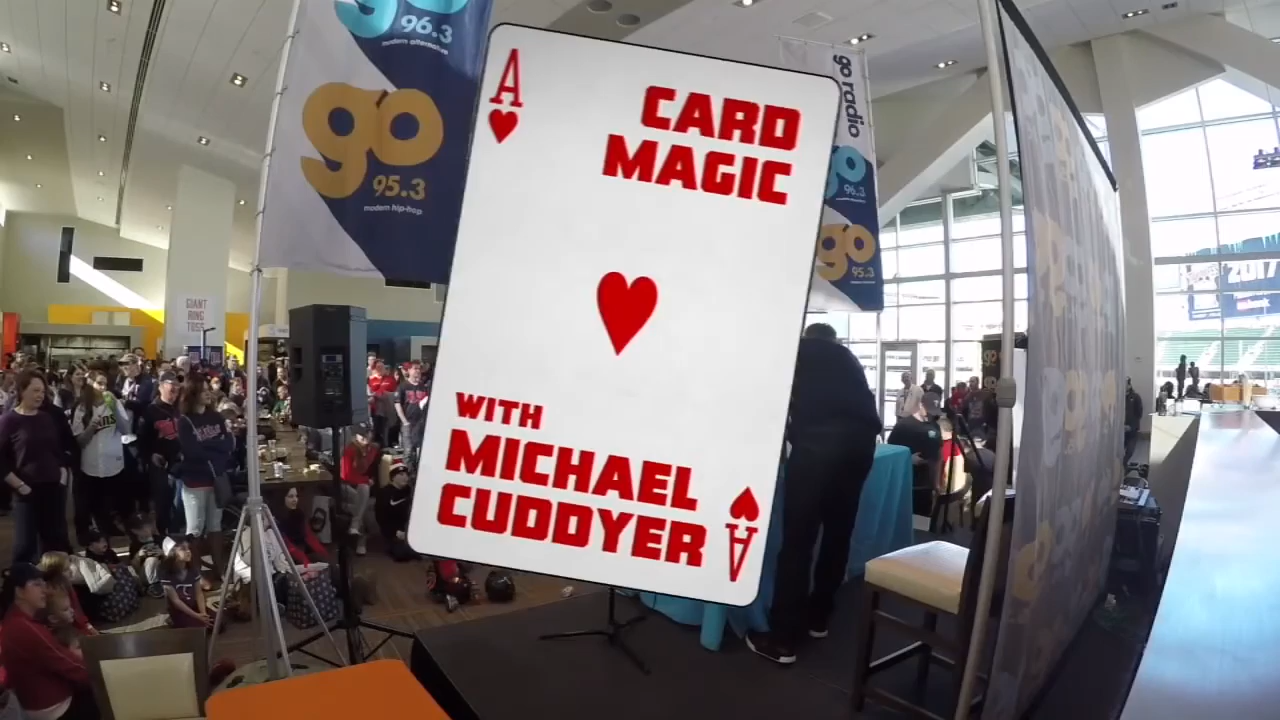 go
96.3
modern alternative
go
95.3
modern hip-hop
A
CARD
MAGIC
WITH
MICHAEL
CUDDYER
A
go radio
go
96.3
go
95.3
GIANT
RING
TOSS
2017